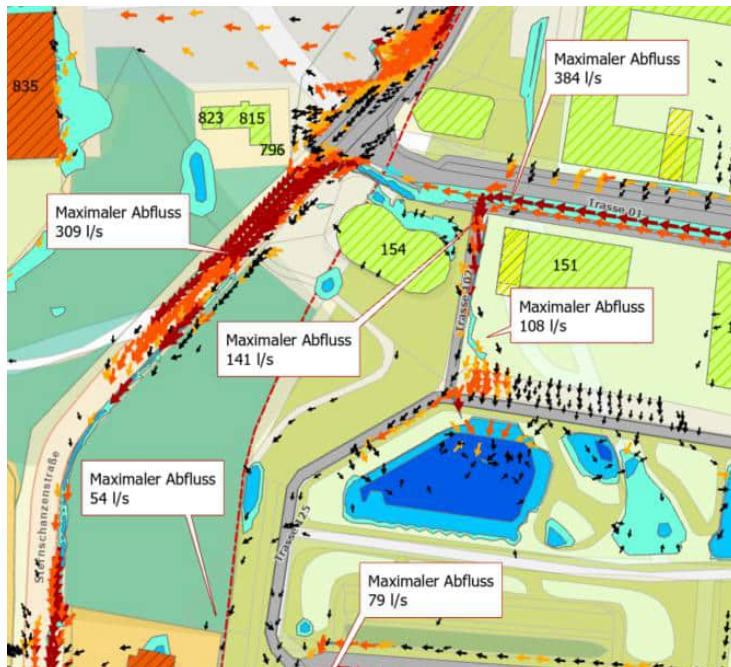 Maximaler Abfluss
384 l/s
835
823
815
796
Trasse 01
Maximaler Abfluss
309 l/s
154
151
Trasse 102
Maximaler Abfluss
108 l/s
Maximaler Abfluss
141 l/s
Maximaler Abfluss
54 l/s
Sternschanzenstraße
Trasse 125
Maximaler Abfluss
79 l/s